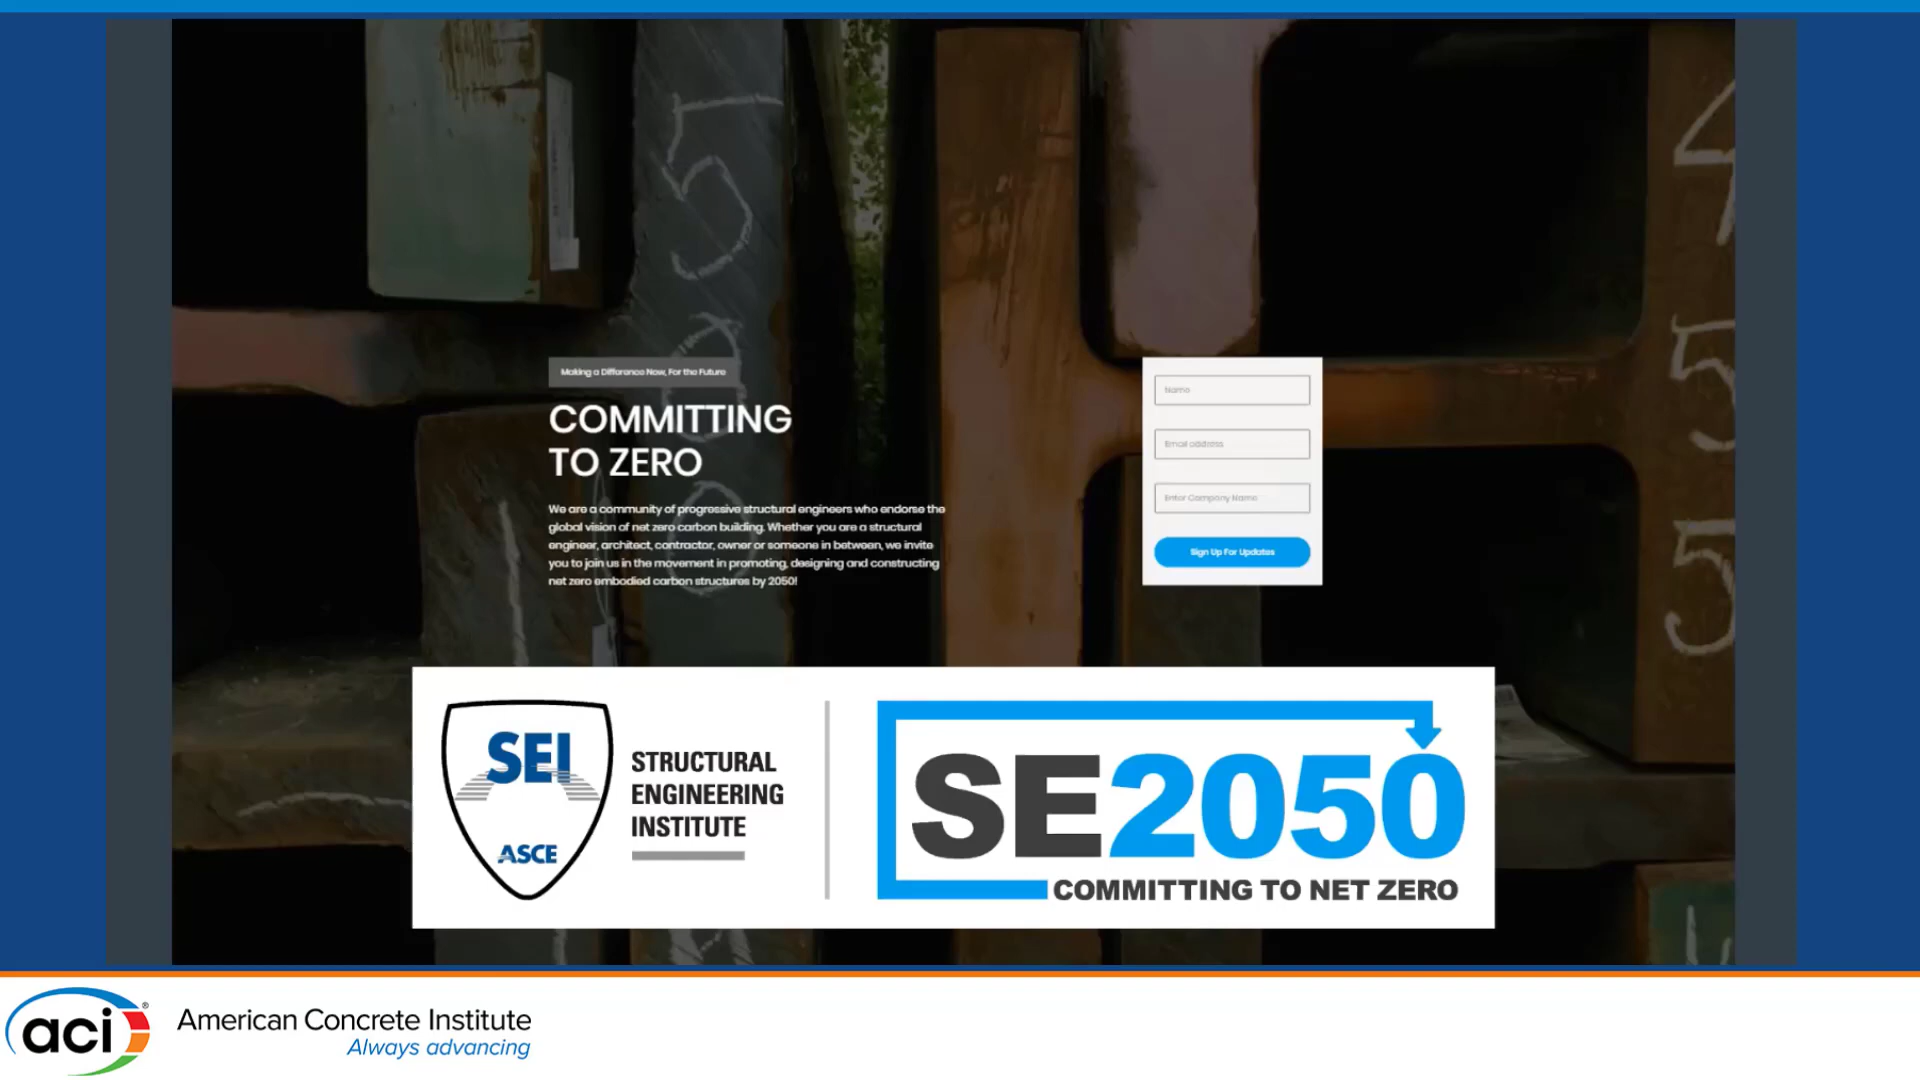 Making a Difference Now, For the Future
COMMITTING
TO ZERO
We are a community of progressive structural engineers who endorse the
global vision of net zero carbon building. Whether you are a structural
engineer, architect, contractor, owner or someone in between, we invite
you to join us in the movement in promoting, designing and constructing
net zero embodied carbon structures by 2050!
Name
Email address
Enter Company Name
Sign Up For Updates
SEI
ASCE
STRUCTURAL
ENGINEERING
INSTITUTE
SE2050
COMMITTING TO NET ZERO
aci®
American Concrete Institute
Always advancing